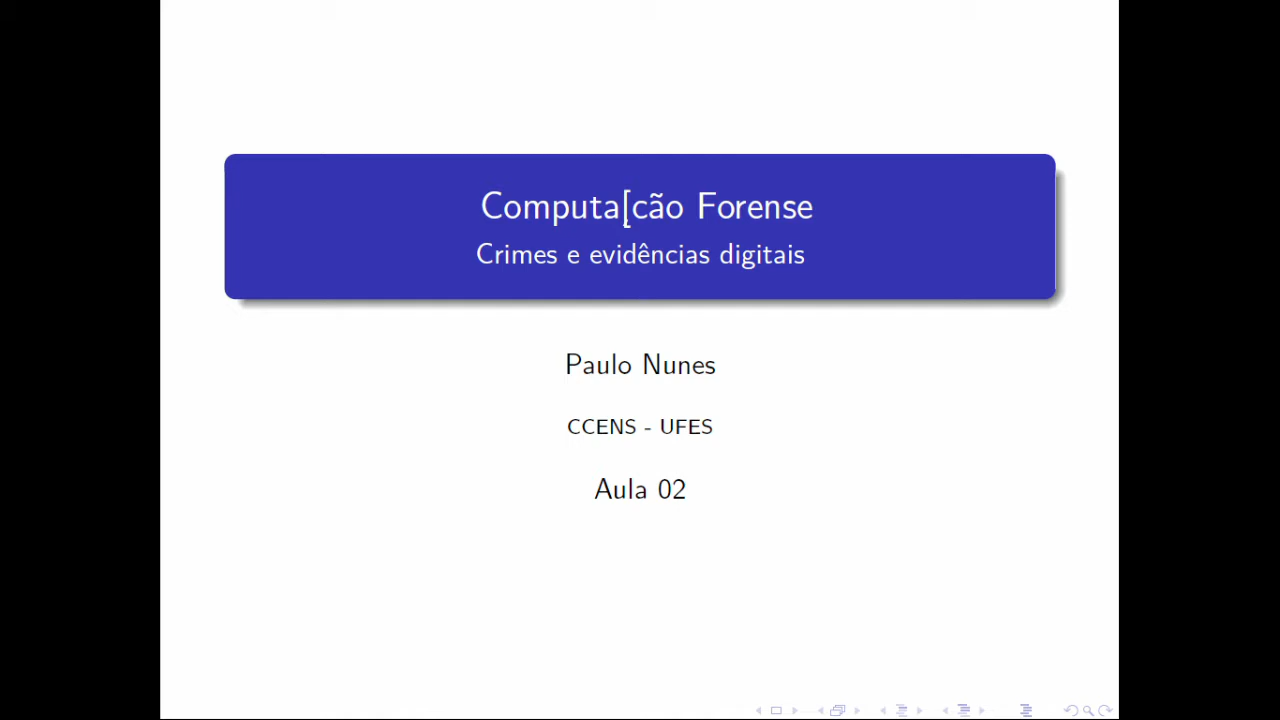 Computa[cão Forense
Crimes e evidências digitais
Paulo Nunes
CCENS - UFES
Aula 02